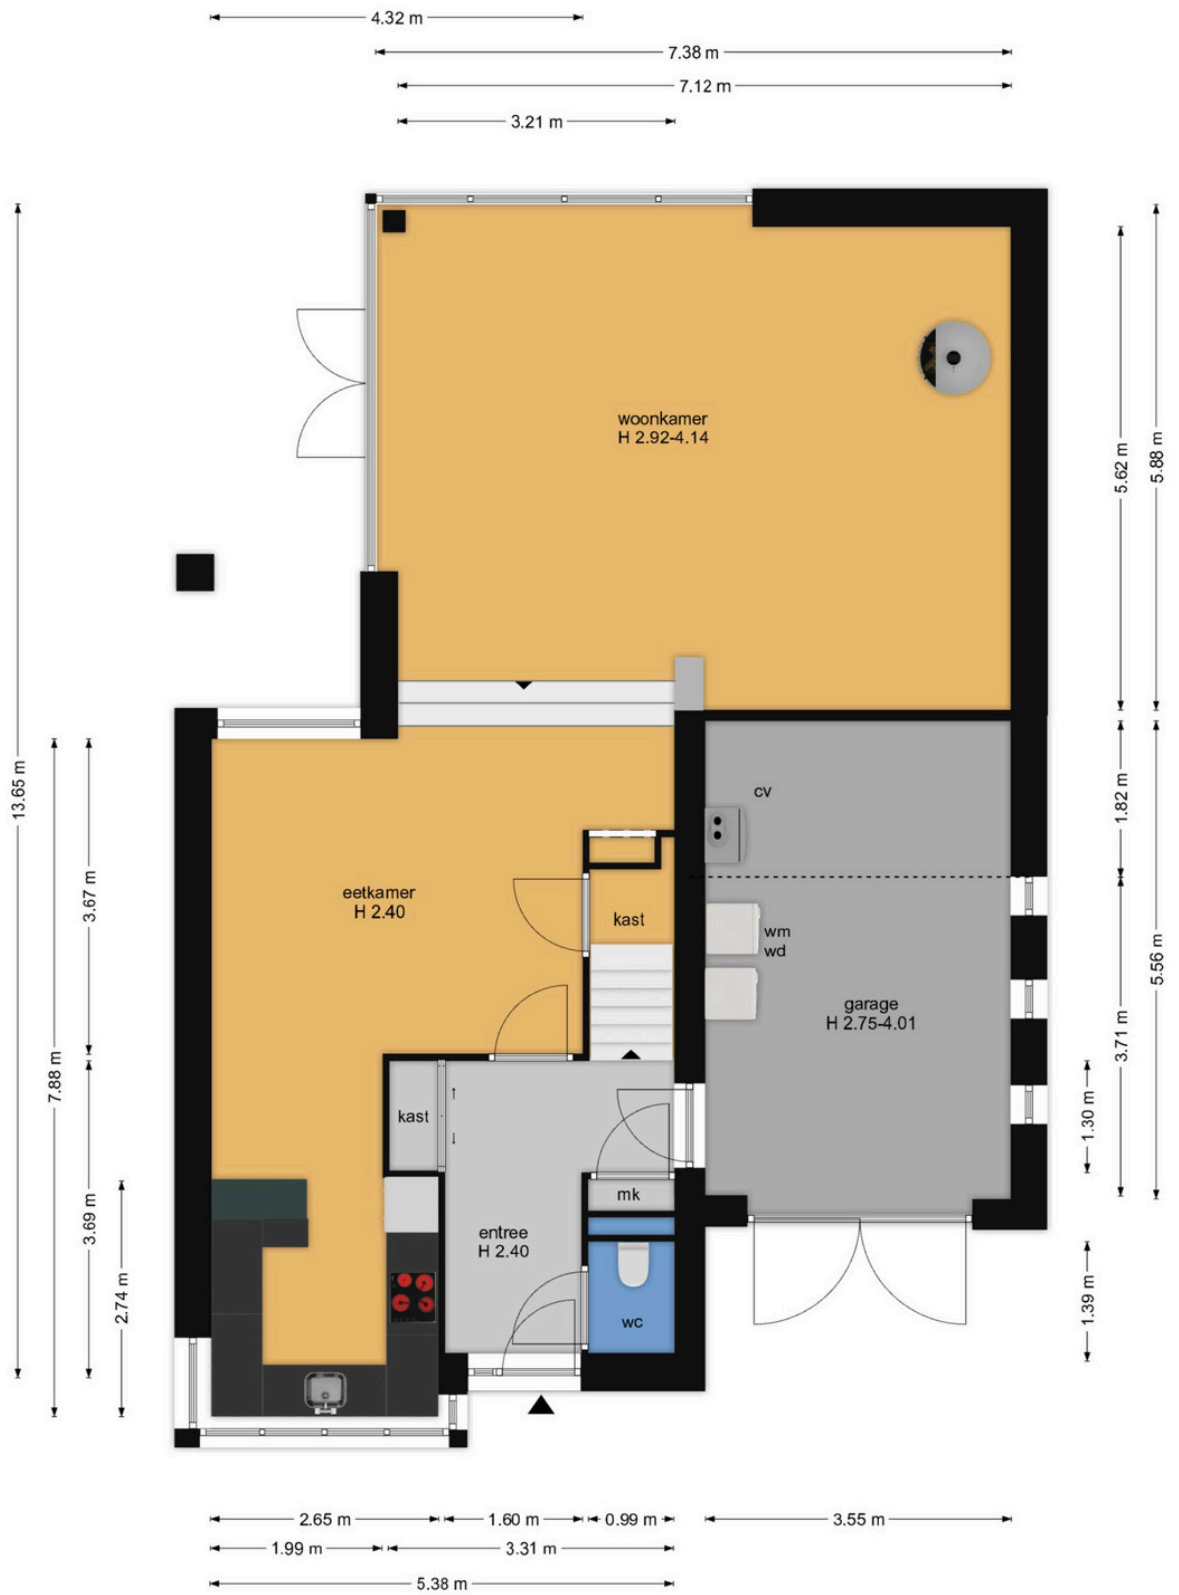 4.32 m
7.38 m
7.12 m
3.21 m
woonkamer
H 2.92-4.14
5.62 m
5.88 m
13.65 m
cv
1.82 m
eetkamer
H 2.40
3.67 m
kast
wm
wd
5.56 m
garage
H 2.75-4.01
3.71 m
7.88 m
kast
1.30 m
mk
3.69 m
entree
H 2.40
2.74 m
1.39 m
wc
2.65 m
1.60 m
0.99 m
3.55 m
1.99 m
3.31 m
5.38 m